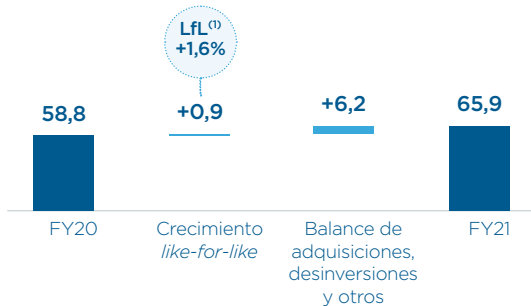 LfL(1)
+1,6%
58,8
+0,9
+6,2
65,9
FY20
Crecimiento
like-for-like
Balance de
adquisiciones,
desinversiones
y otros
FY21